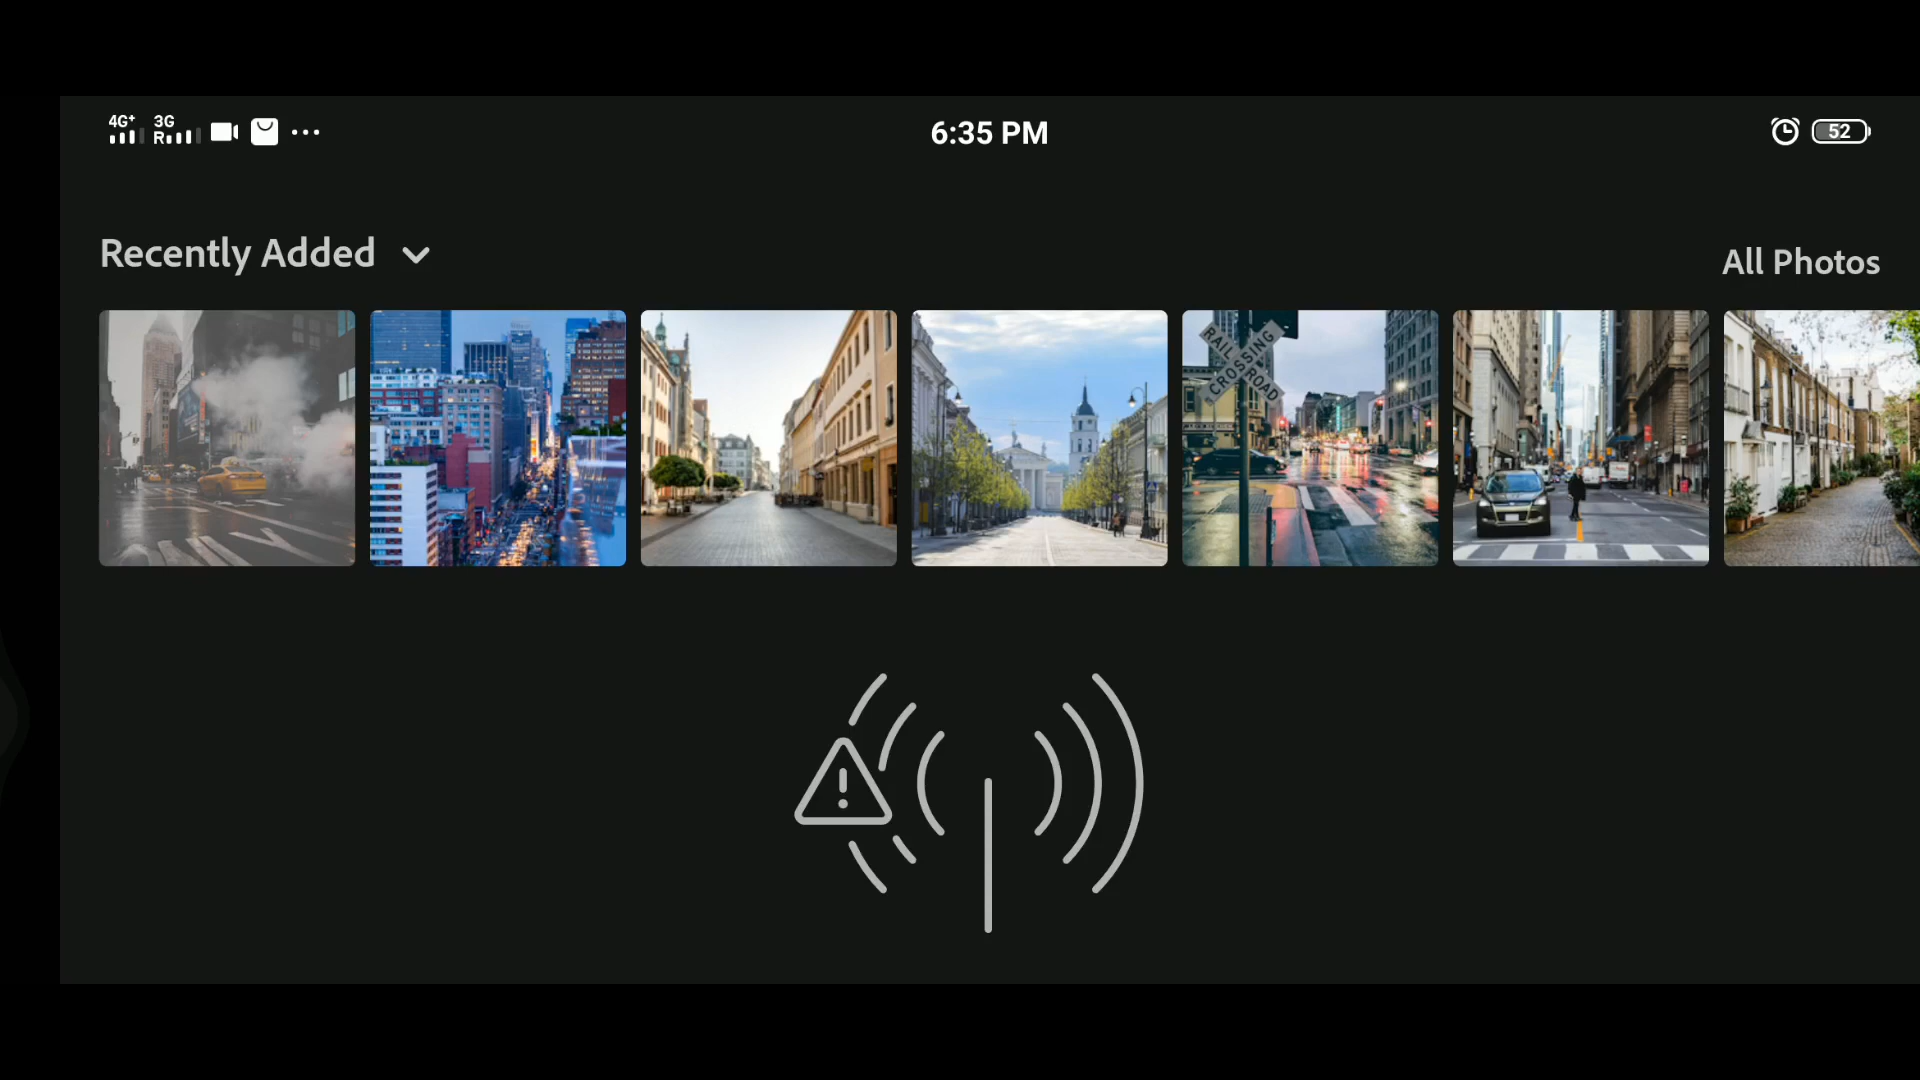 4G+ 3G R 6:35 PM 52
Recently Added
All Photos
RAIL ROAD
CROSSING